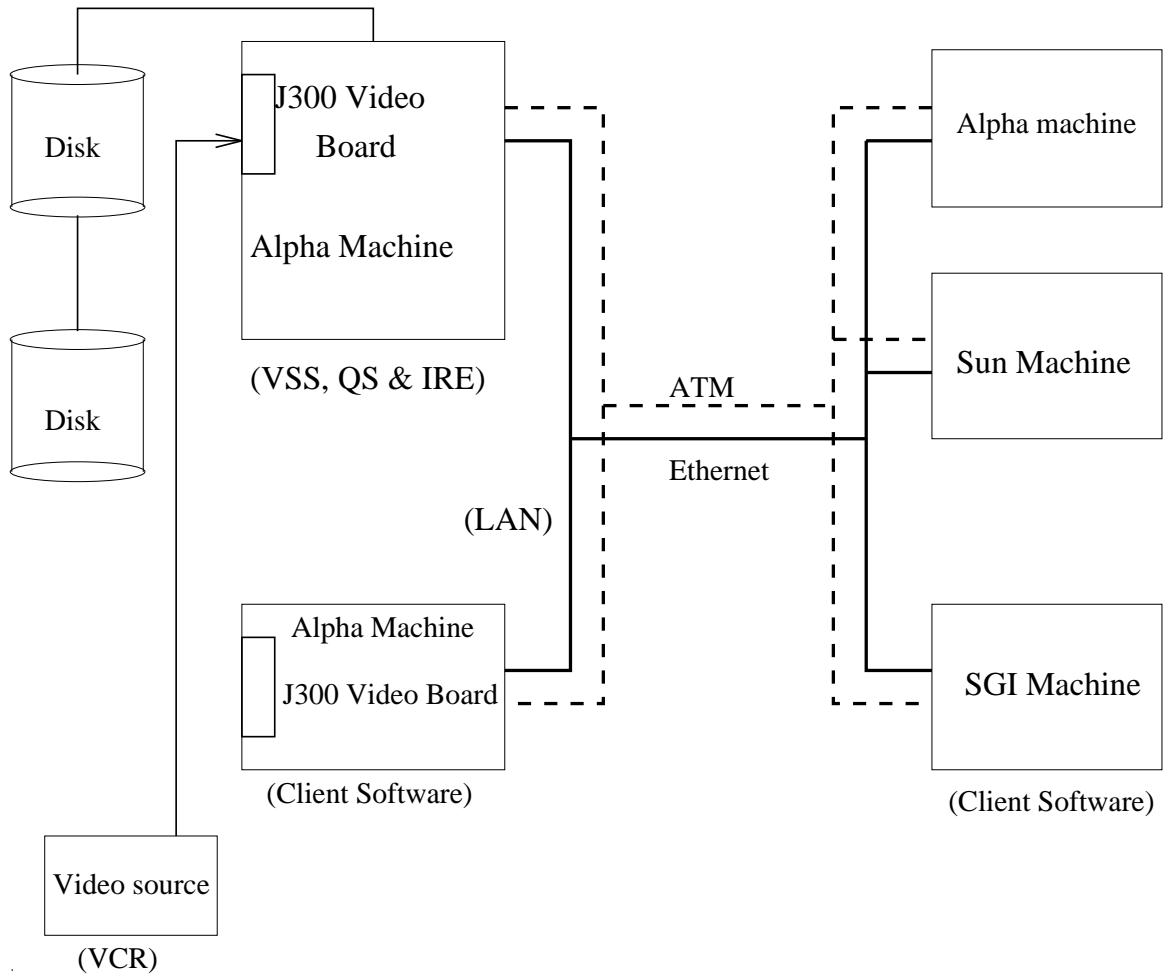 J300 Video
Board
Alpha Machine
(VSS, QS & IRE)
Disk
Disk
Alpha machine
Sun Machine
ATM
Ethernet
(LAN)
Alpha Machine
J300 Video Board
(Client Software)
SGI Machine
(Client Software)
Video source
(VCR)